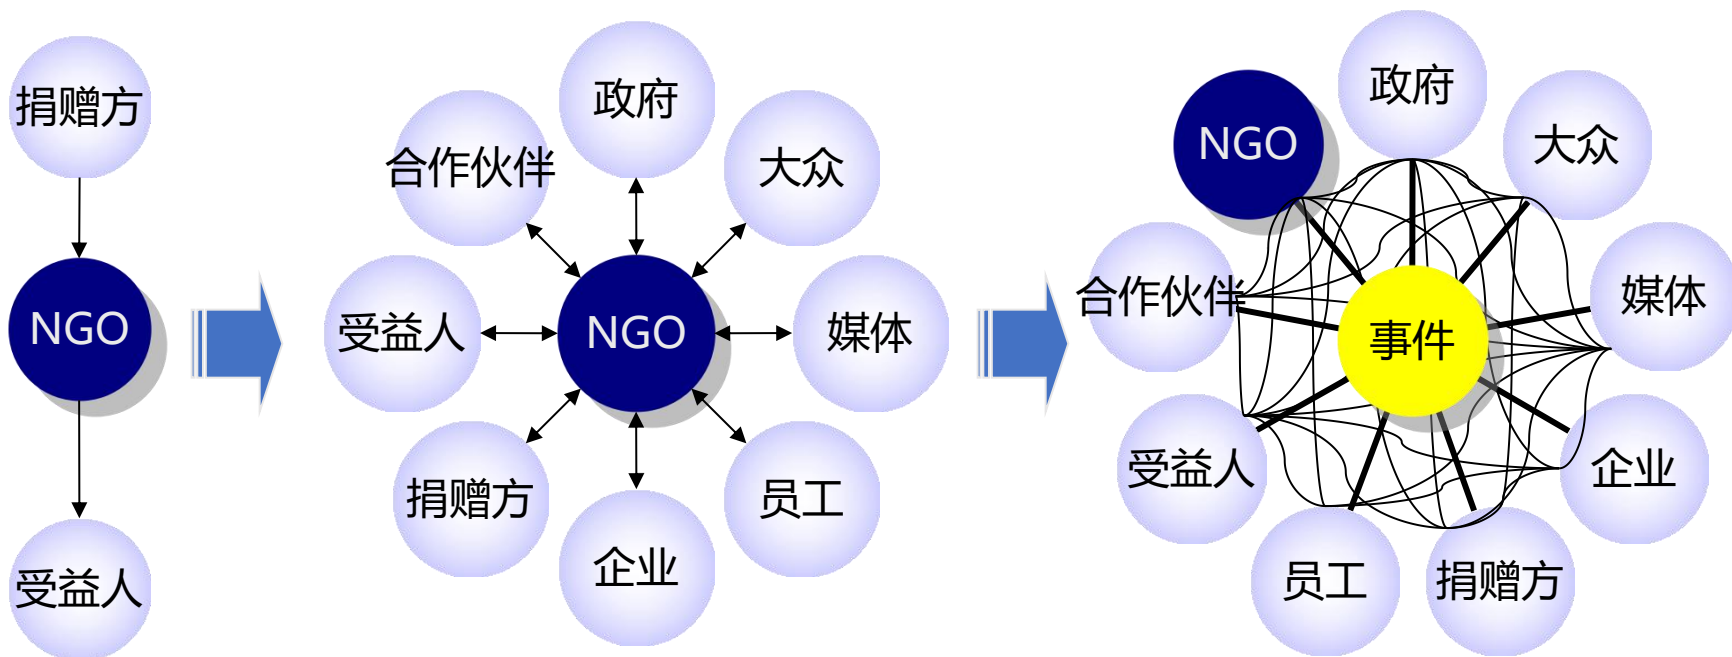 捐赠方
NGO
受益人
政府
合作伙伴
大众
受益人
NGO
媒体
捐赠方
员工
企业
政府
NGO
大众
合作伙伴
媒体
事件
受益人
企业
员工
捐赠方